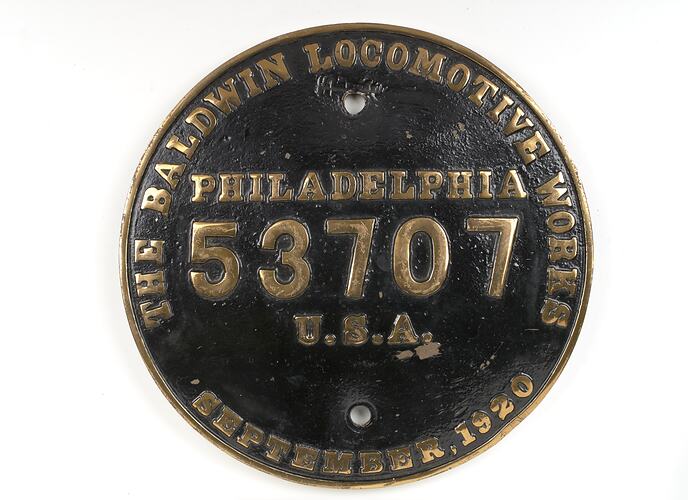 THE BALDWIN LOCOMOTIVE WORKS
PHILADELPHIA
53707
U.S.A.
SEPTEMBER, 1920